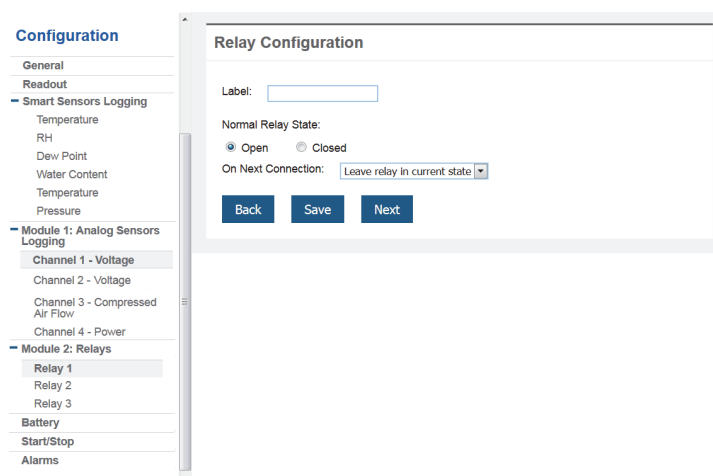 Configuration
General
Readout
Smart Sensors Logging
Temperature
RH
Dew Point
Water Content
Temperature
Pressure
Module 1: Analog Sensors
Logging
Channel 1 - Voltage
Channel 2 - Voltage
Channel 3 - Compressed
Air Flow
Channel 4 - Power
Module 2: Relays
Relay 1
Relay 2
Relay 3
Battery
Start/Stop
Alarms
Relay Configuration
Label:
Normal Relay State:
Open Closed
On Next Connection: Leave relay in current state
Back Save Next